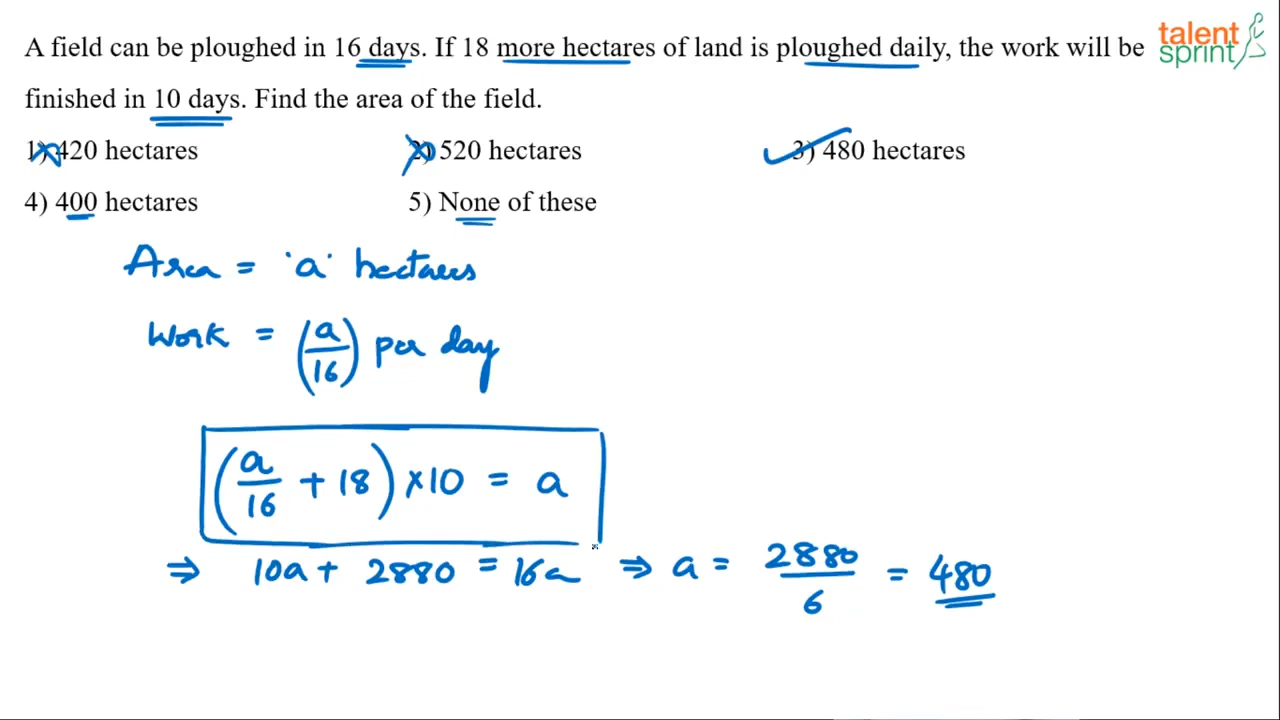 A field can be ploughed in 16 days. If 18 more hectares of land is ploughed daily, the work will be
finished in 10 days. Find the area of the field.
1) 420 hectares 2) 520 hectares 3) 480 hectares
4) 400 hectares 5) None of these
talent
sprint
Area = 'a' hectares
Work = (a/16) per day
(a/16 + 18) × 10 = a
⇒ 10a + 2880 = 16a ⇒ a = 2880/6 = 480